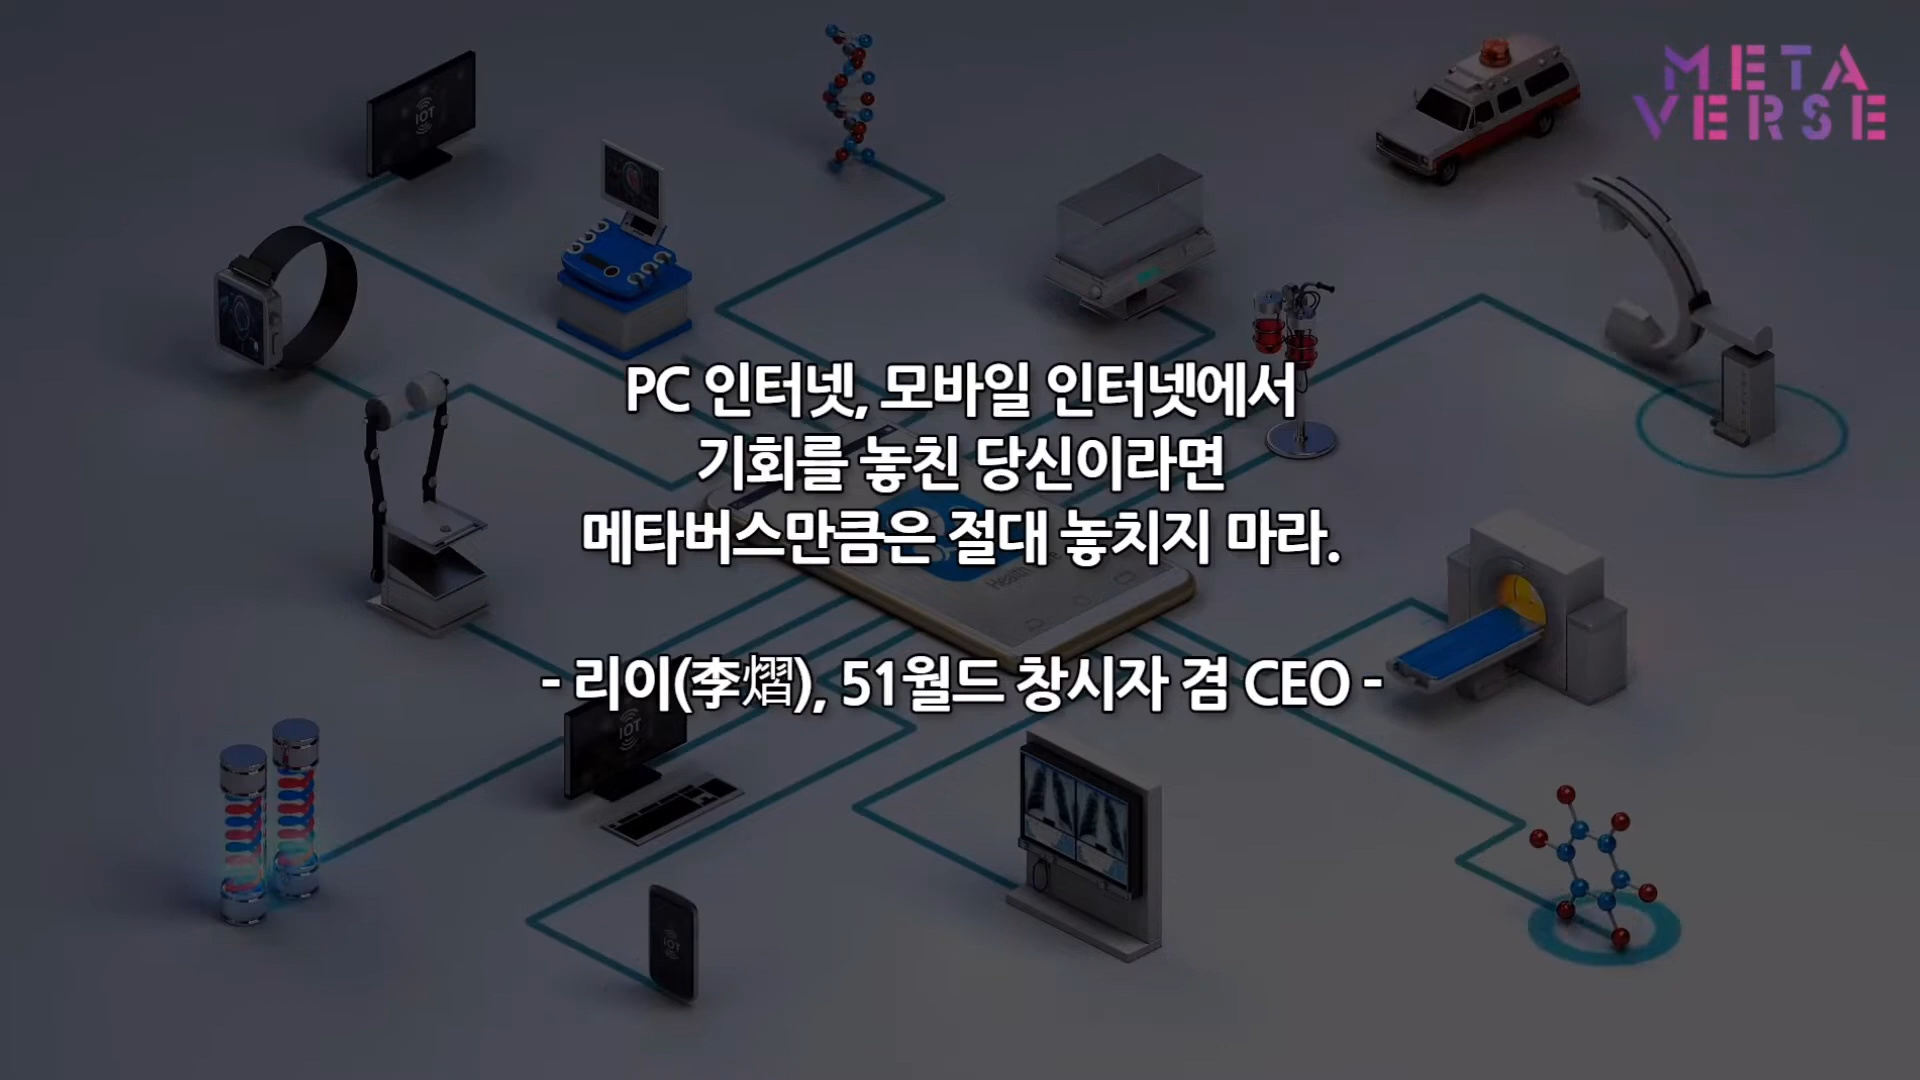 META
VERSE
IOT
PC 인터넷, 모바일 인터넷에서
기회를 놓친 당신이라면
메타버스만큼은 절대 놓치지 마라.
- 리이(李熠), 51월드 창시자 겸 CEO -
IOT
IOT